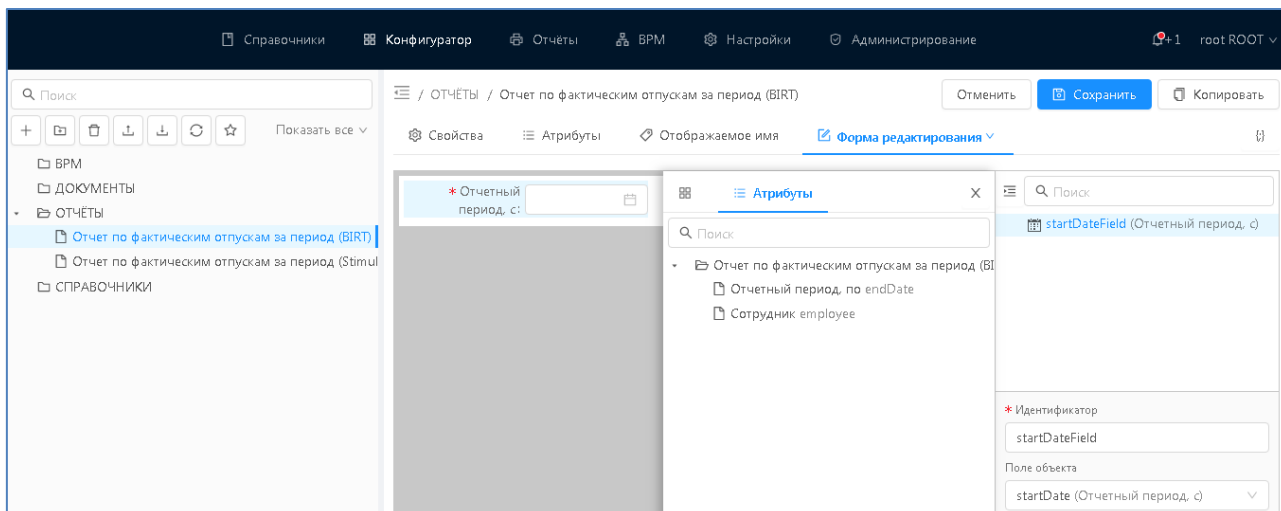 Справочники Конфигуратор Отчёты BPM Настройки Администрирование +1 root ROOT
Поиск
/ ОТЧЁТЫ / Отчет по фактическим отпускам за период (BIRT) Отменить Сохранить Копировать
Показать все
Свойства Атрибуты Отображаемое имя Форма редактирования {;}
BPM
ДОКУМЕНТЫ
ОТЧЁТЫ
Отчет по фактическим отпускам за период (BIRT)
Отчет по фактическим отпускам за период (Stimul
СПРАВОЧНИКИ
* Отчетный
период, с:
Атрибуты X
Поиск
Отчет по фактическим отпускам за период (BI
Отчетный период, по endDate
Сотрудник employee
Поиск
startDateField (Отчетный период, с)
* Идентификатор
startDateField
Поле объекта
startDate (Отчетный период, с)